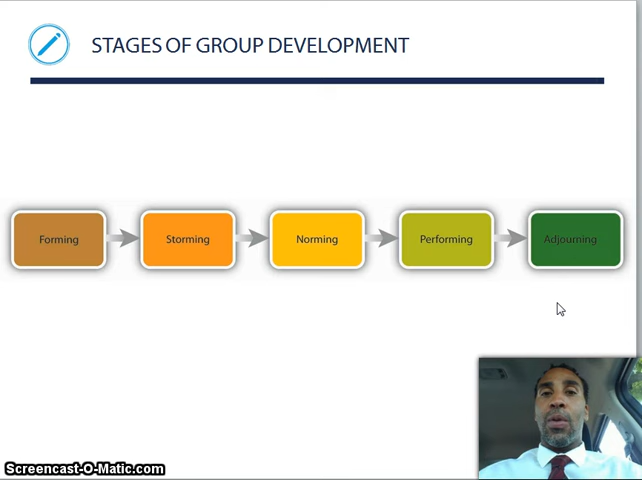 STAGES OF GROUP DEVELOPMENT
Forming
Storming
Norming
Performing
Adjourning
Screencast-O-Matic.com